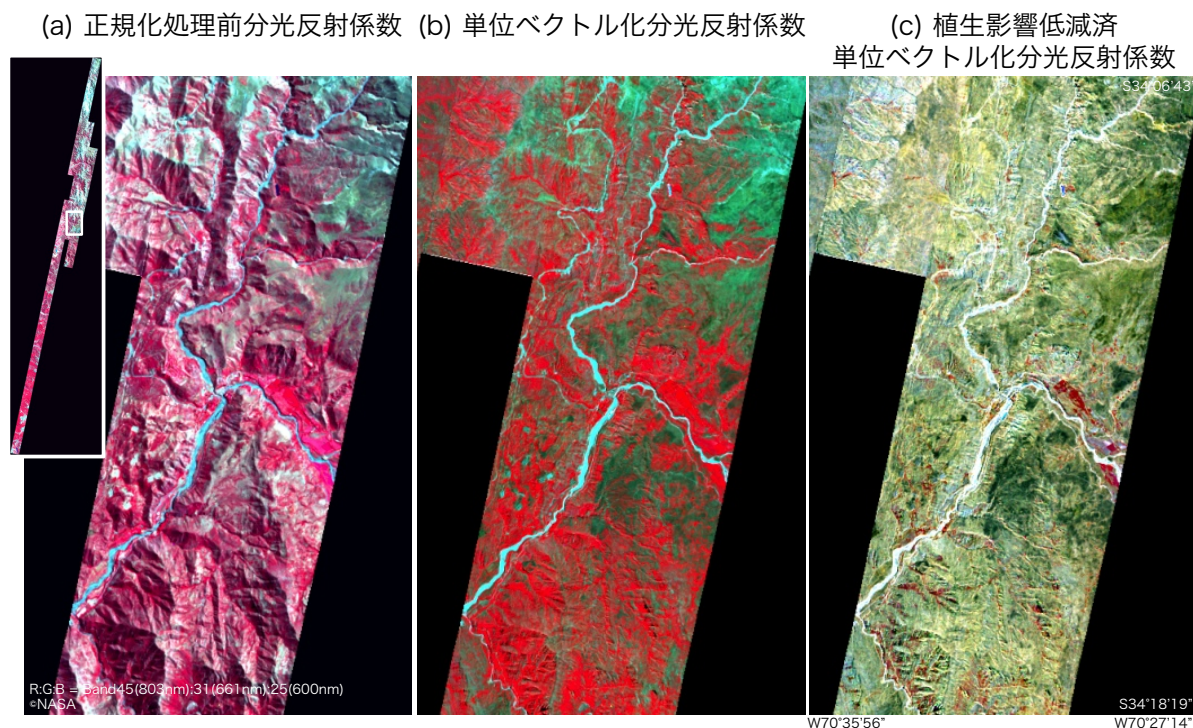 (a) 正規化処理前分光反射係数
(b) 単位ベクトル化分光反射係数
(c) 植生影響低減済
単位ベクトル化分光反射係数
S34°06'43"
R:G:B = Band45(803nm):31(661nm):25(600nm)
©NASA
S34°18'19"
W70°35'56"
W70°27'14"